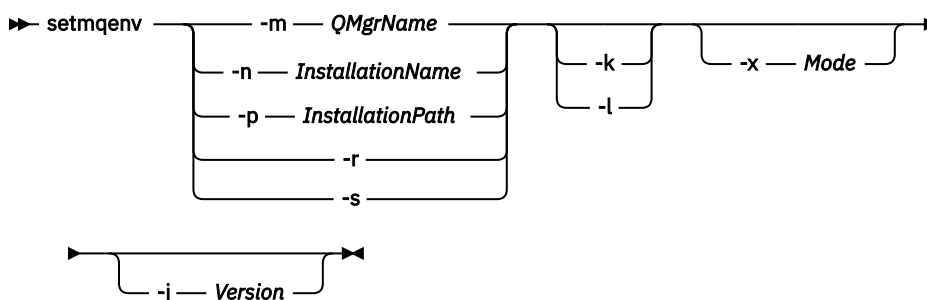 setmqenv -m QMgrName
-n InstallationName
-p InstallationPath
-r
-s
-k
-l
-x Mode
-j Version